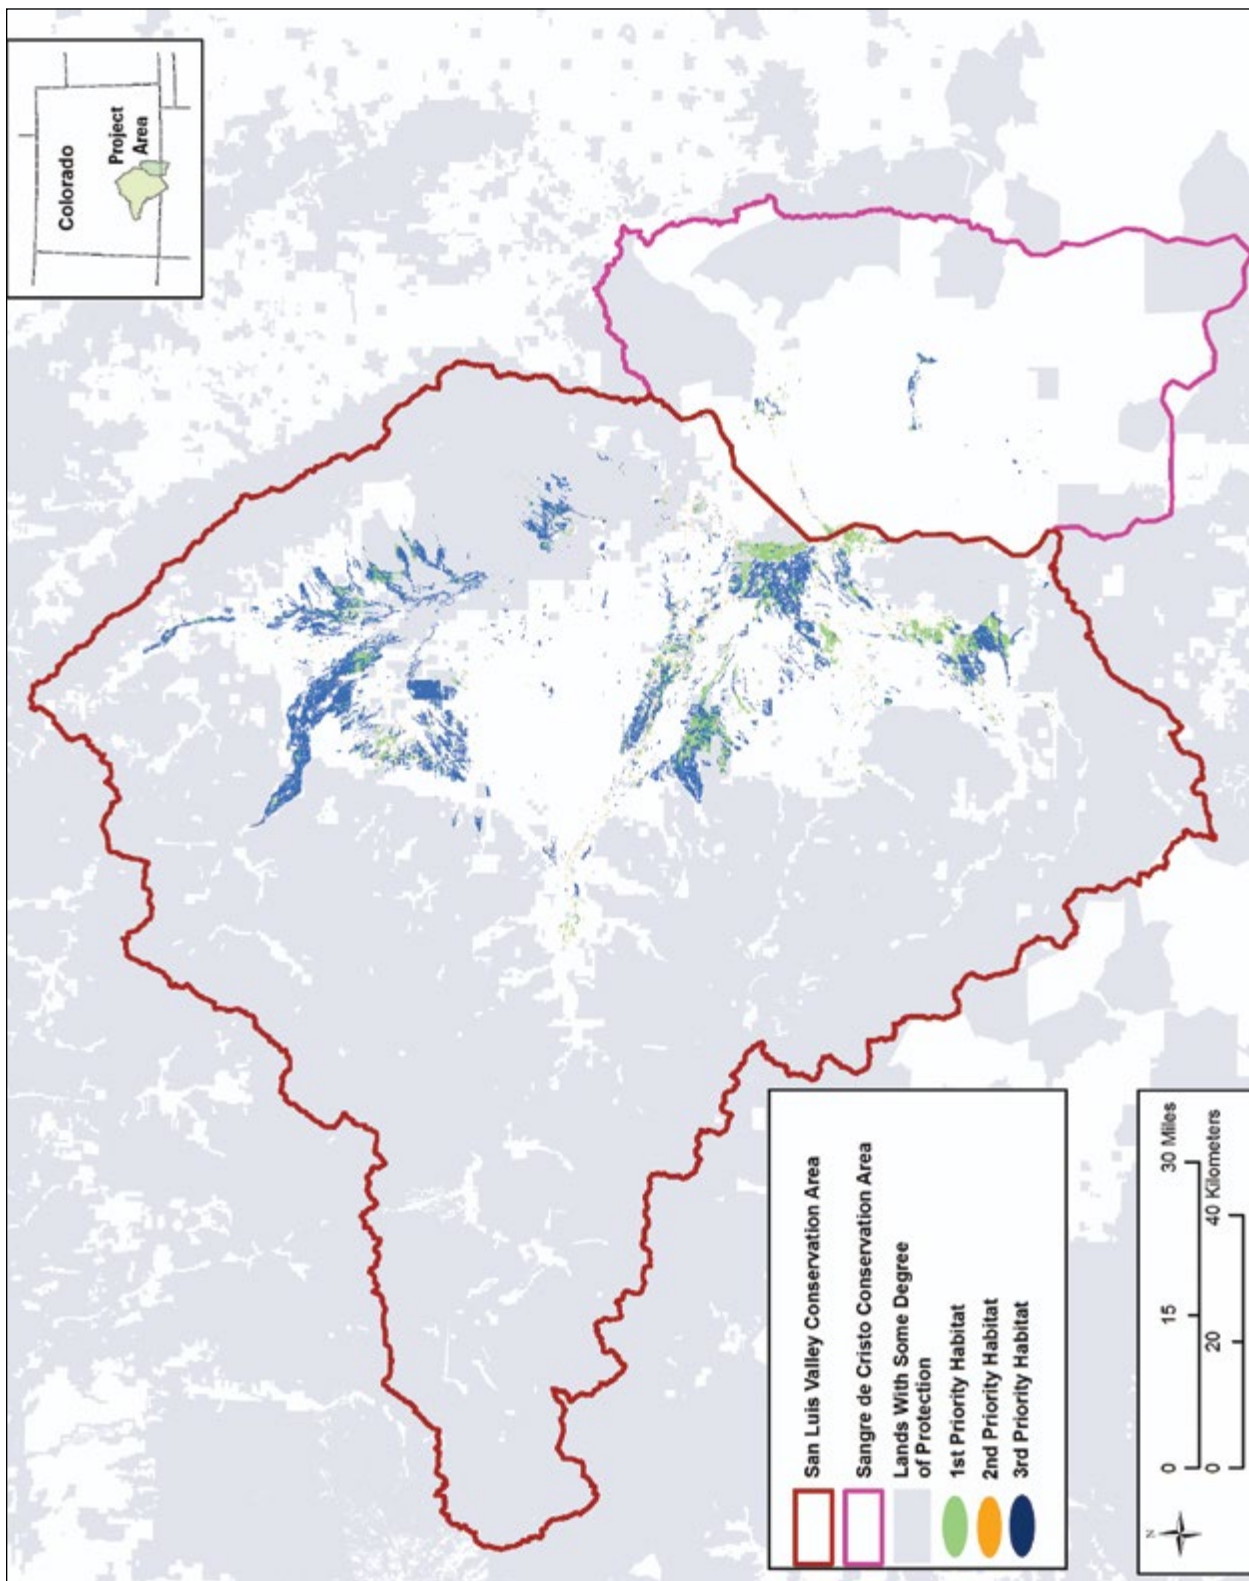 Colorado
Project
Area
San Luis Valley Conservation Area
Sangre de Cristo Conservation Area
Lands With Some Degree
of Protection
1st Priority Habitat
2nd Priority Habitat
3rd Priority Habitat
N
0 15 30 Miles
0 20 40 Kilometers